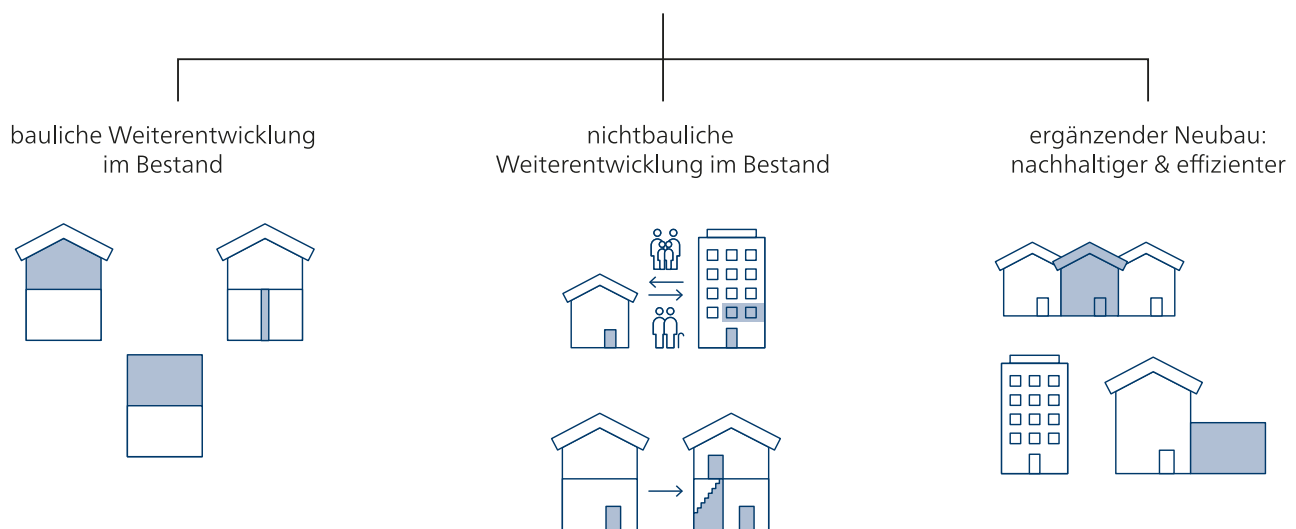 bauliche Weiterentwicklung
im Bestand
nichtbauliche
Weiterentwicklung im Bestand
ergänzender Neubau:
nachhaltiger & effizienter